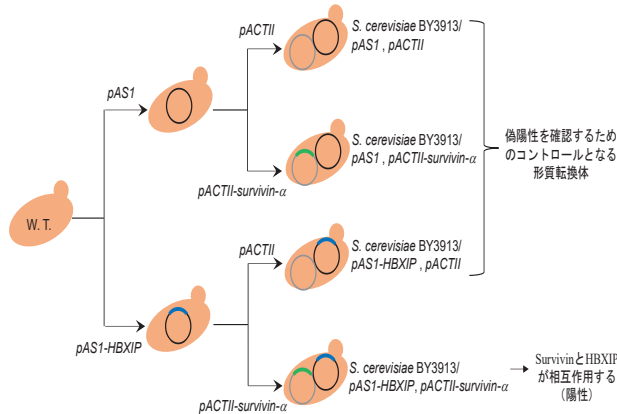 pACTII
S. cerevisiae BY3913/
pAS1 , pACTII
pAS1
偽陽性を確認するため
のコントロールとなる
形質転換体
S. cerevisiae BY3913/
pAS1 , pACTII-survivin-α
pACTII-survivin-α
W. T.
pACTII
S. cerevisiae BY3913/
pAS1-HBXIP , pACTII
pAS1-HBXIP
S. cerevisiae BY3913/
pAS1-HBXIP, pACTII-survivin-α
pACTII-survivin-α
SurvivinとHBXIP
が相互作用する
（陽性）